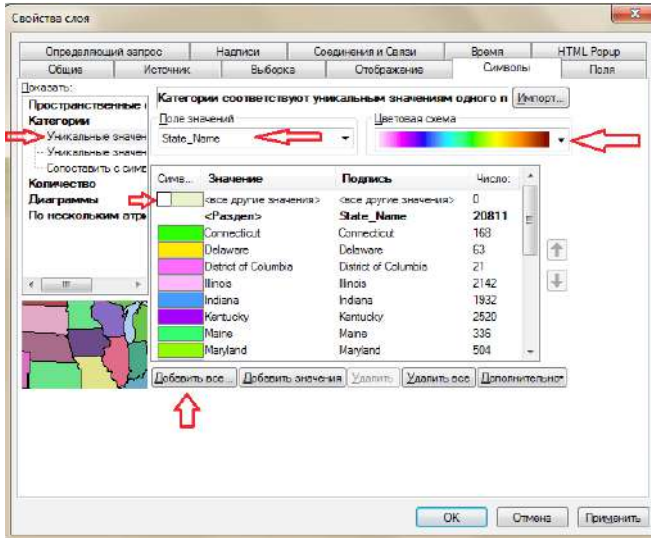 Свойства слоя
Определяющий запрос Надписи Соединения и Связи Время HTML Popup
Общие Источник Выборка Отображение Символы Поля
Показать:
Пространственные
Категории
Уникальные значен
Уникальные значен
Сопоставить с симв
Количество
Диаграммы
По нескольким атри
Категории соответствуют уникальным значениям одного п Импорт...
Поле значений
State_Name
Цветовая схема
Симв... Значение Подпись Число:
<все другие значения> <все другие значения> 0
<Раздел> State_Name 20811
Connecticut Connecticut 168
Delaware Delaware 63
District of Columbia District of Columbia 21
Illinois Illinois 2142
Indiana Indiana 1932
Kentucky Kentucky 2520
Maine Maine 336
Maryland Maryland 504
Добавить все... Добавить значения Удалить Удалить все Дополнительно
OK Отмена Применить